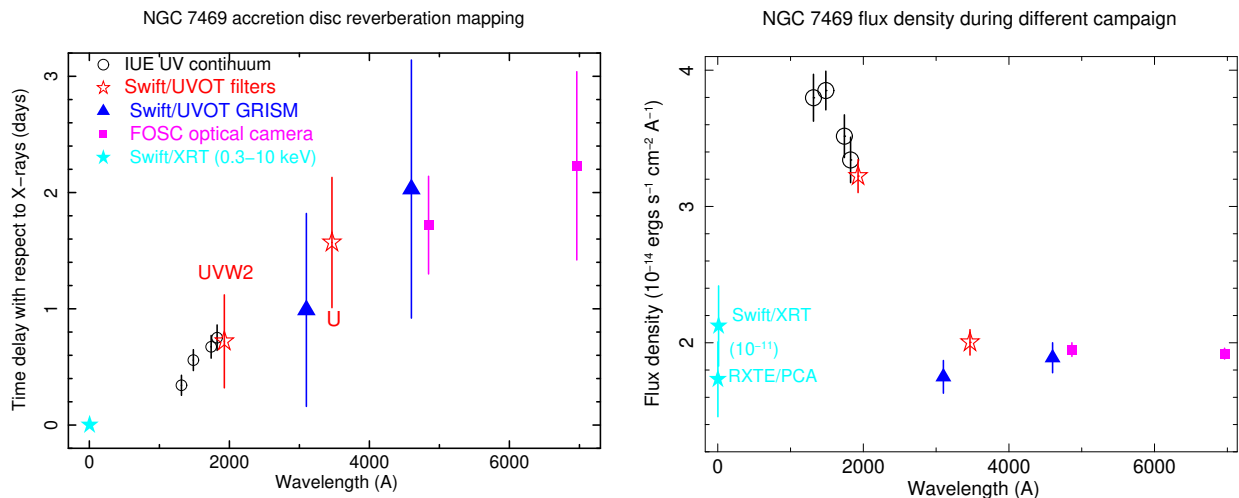 NGC 7469 accretion disc reverberation mapping
Time delay with respect to X−rays (days)
3
2
1
0
IUE UV continuum
Swift/UVOT filters
Swift/UVOT GRISM
FOSC optical camera
Swift/XRT (0.3−10 keV)
UVW2
U
0 2000 4000 6000
Wavelength (A)
NGC 7469 flux density during different campaign
Flux density (10⁻¹⁴ ergs s⁻¹ cm⁻² A⁻¹)
4
3
2
1
Swift/XRT
(10⁻¹¹)
RXTE/PCA
0 2000 4000 6000
Wavelength (A)